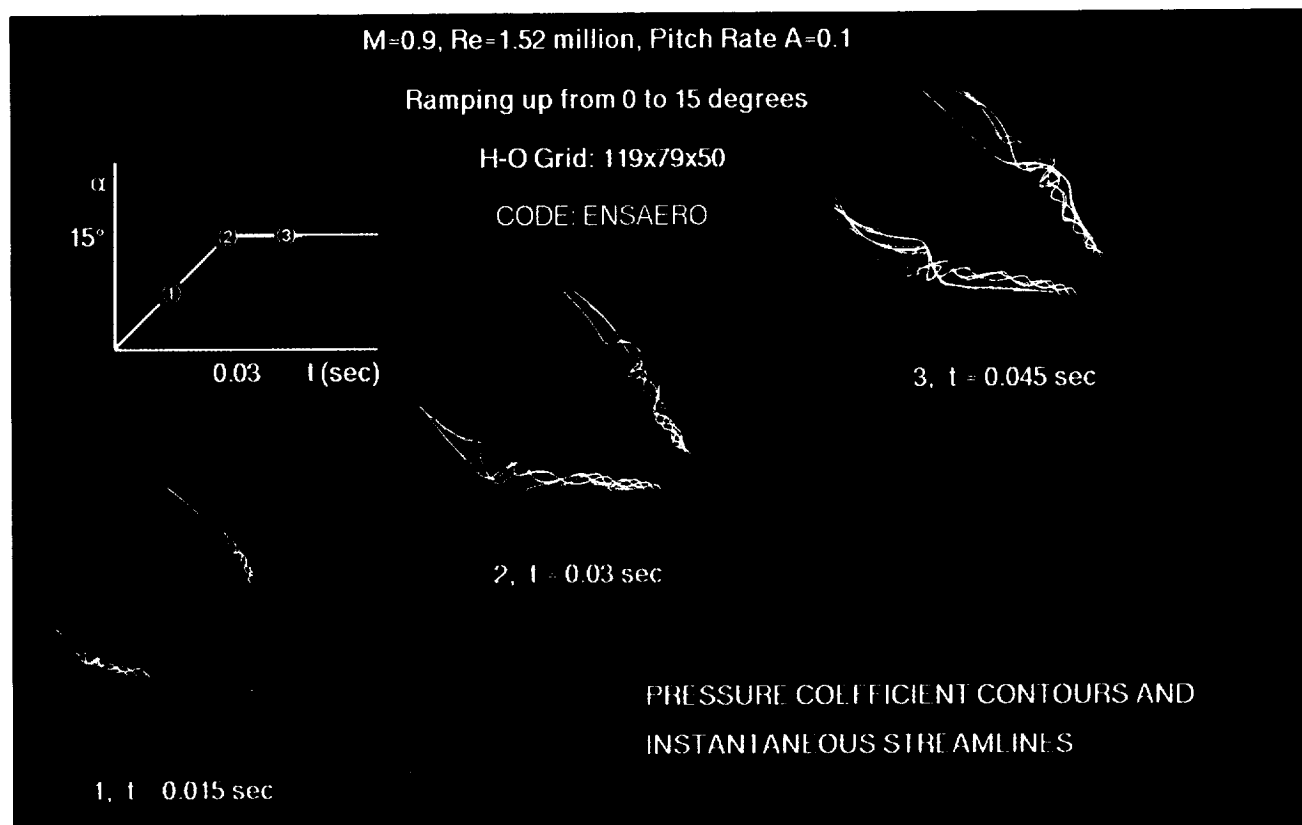 M=0.9, Re=1.52 million, Pitch Rate A=0.1
Ramping up from 0 to 15 degrees
H-O Grid: 119x79x50
CODE: ENSAERO
α
15°
(2)
(3)
(1)
0.03 t (sec)
3, t = 0.045 sec
2, t = 0.03 sec
PRESSURE COEFFICIENT CONTOURS AND
INSTANTANEOUS STREAMLINES
1, t 0.015 sec